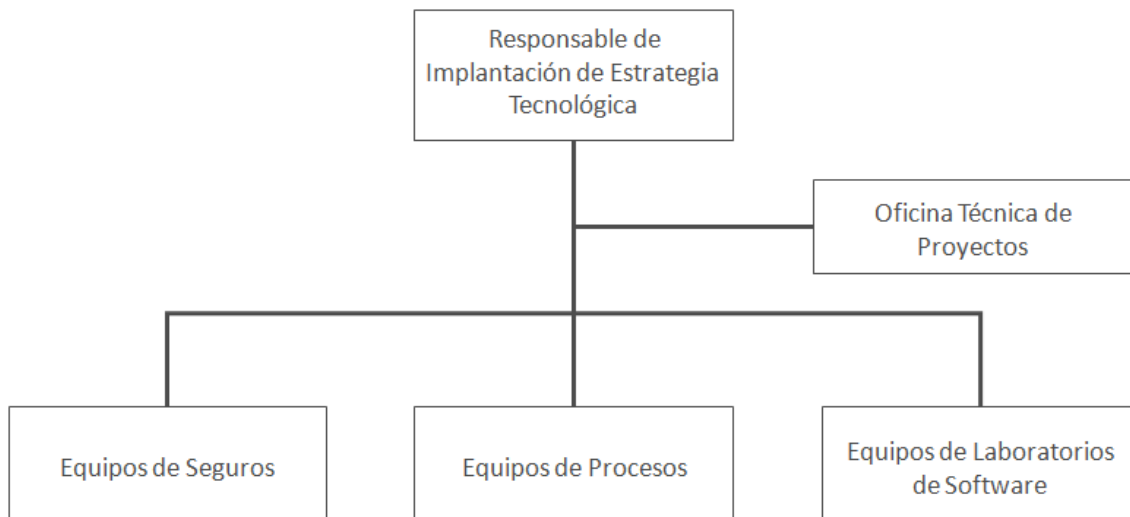 Responsable de
Implantación de Estrategia
Tecnológica
Oficina Técnica de
Proyectos
Equipos de Seguros
Equipos de Procesos
Equipos de Laboratorios
de Software